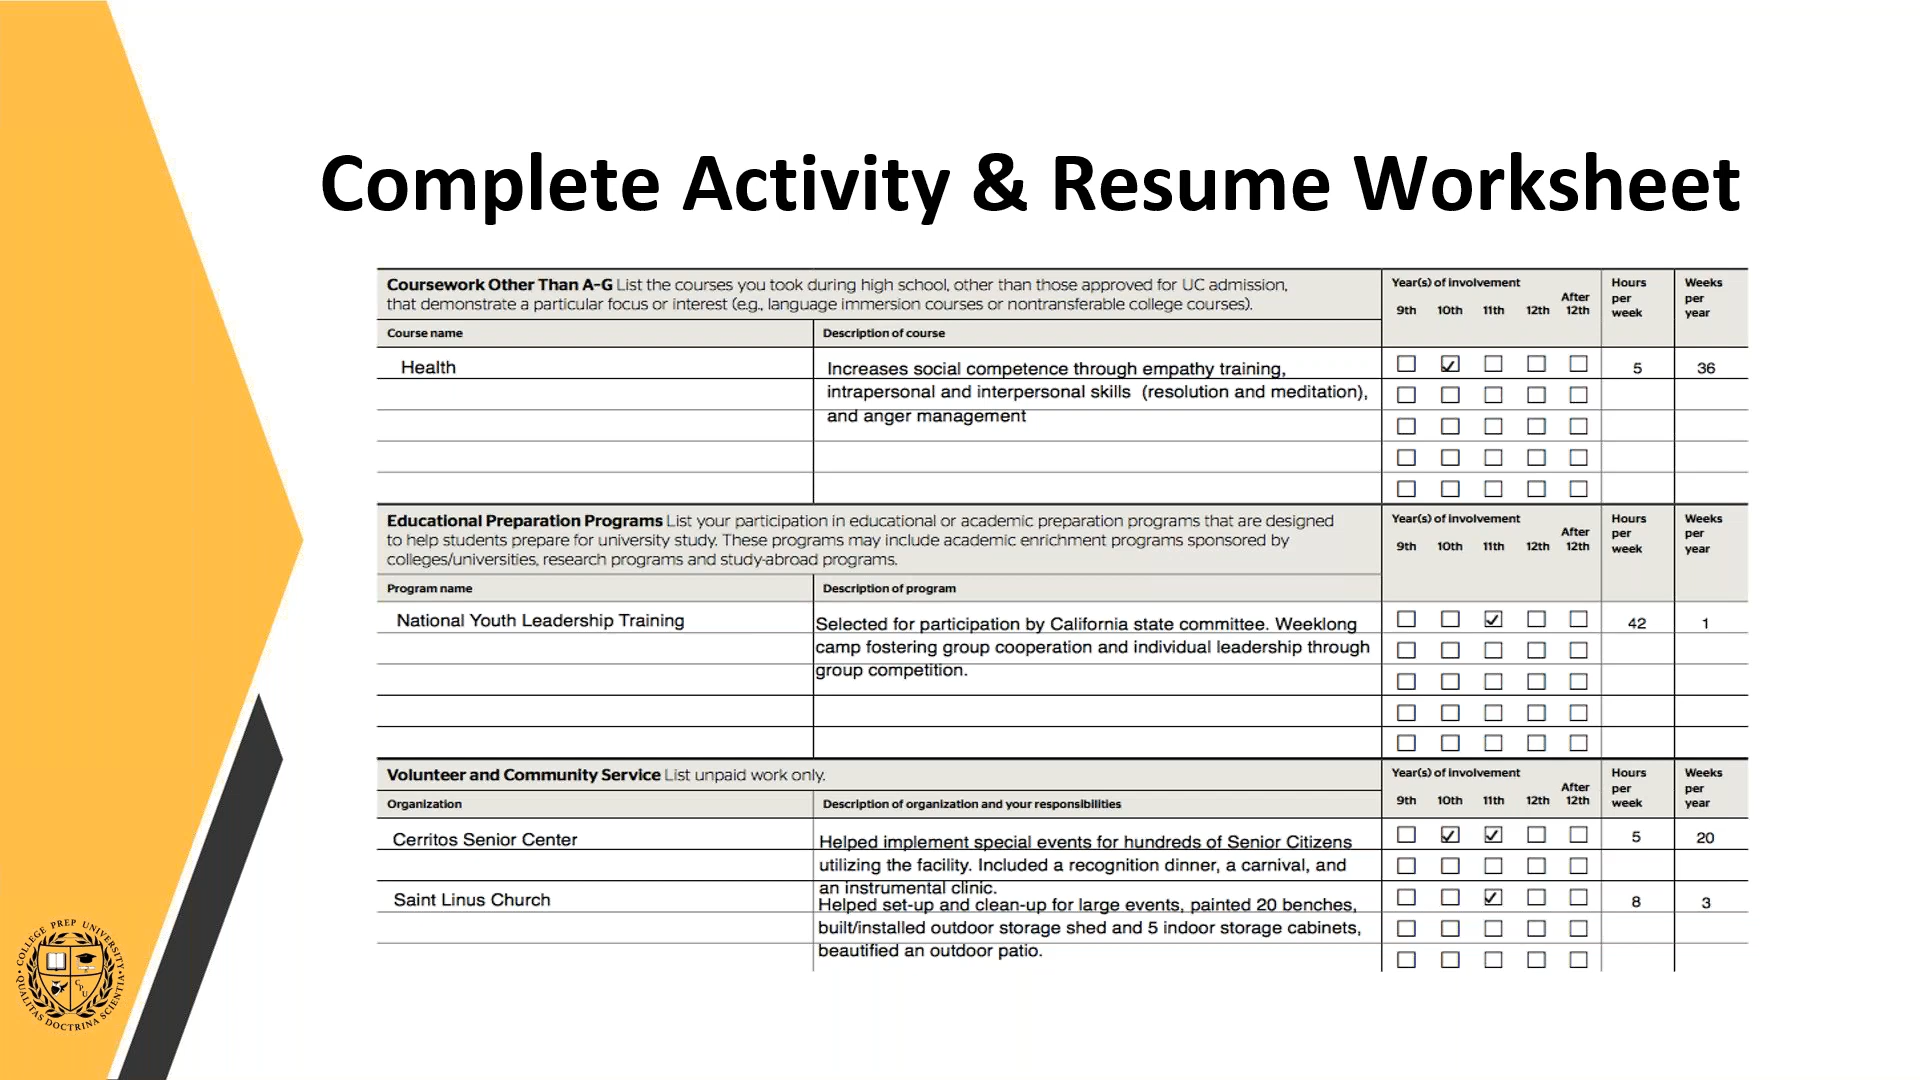 Complete Activity & Resume Worksheet
Coursework Other Than A-G List the courses you took during high school, other than those approved for UC admission,
that demonstrate a particular focus or interest (e.g., language immersion courses or nontransferable college courses).
Year(s) of involvement
9th 10th 11th 12th After 12th
Hours per week
Weeks per year
Course name
Description of course
Health
Increases social competence through empathy training,
intrapersonal and interpersonal skills (resolution and meditation),
and anger management
5
36
Educational Preparation Programs List your participation in educational or academic preparation programs that are designed
to help students prepare for university study. These programs may include academic enrichment programs sponsored by
colleges/universities, research programs and study-abroad programs.
Year(s) of involvement
9th 10th 11th 12th After 12th
Hours per week
Weeks per year
Program name
Description of program
National Youth Leadership Training
Selected for participation by California state committee. Weeklong
camp fostering group cooperation and individual leadership through
group competition.
42
1
Volunteer and Community Service List unpaid work only.
Year(s) of involvement
9th 10th 11th 12th After 12th
Hours per week
Weeks per year
Organization
Description of organization and your responsibilities
Cerritos Senior Center
Helped implement special events for hundreds of Senior Citizens
utilizing the facility. Included a recognition dinner, a carnival, and
an instrumental clinic.
5
20
Saint Linus Church
Helped set-up and clean-up for large events, painted 20 benches,
built/installed outdoor storage shed and 5 indoor storage cabinets,
beautified an outdoor patio.
8
3
COLLEGE PREP UNIVERSITY
CPU
QUALITAS DOCTRINA SCIENTIA